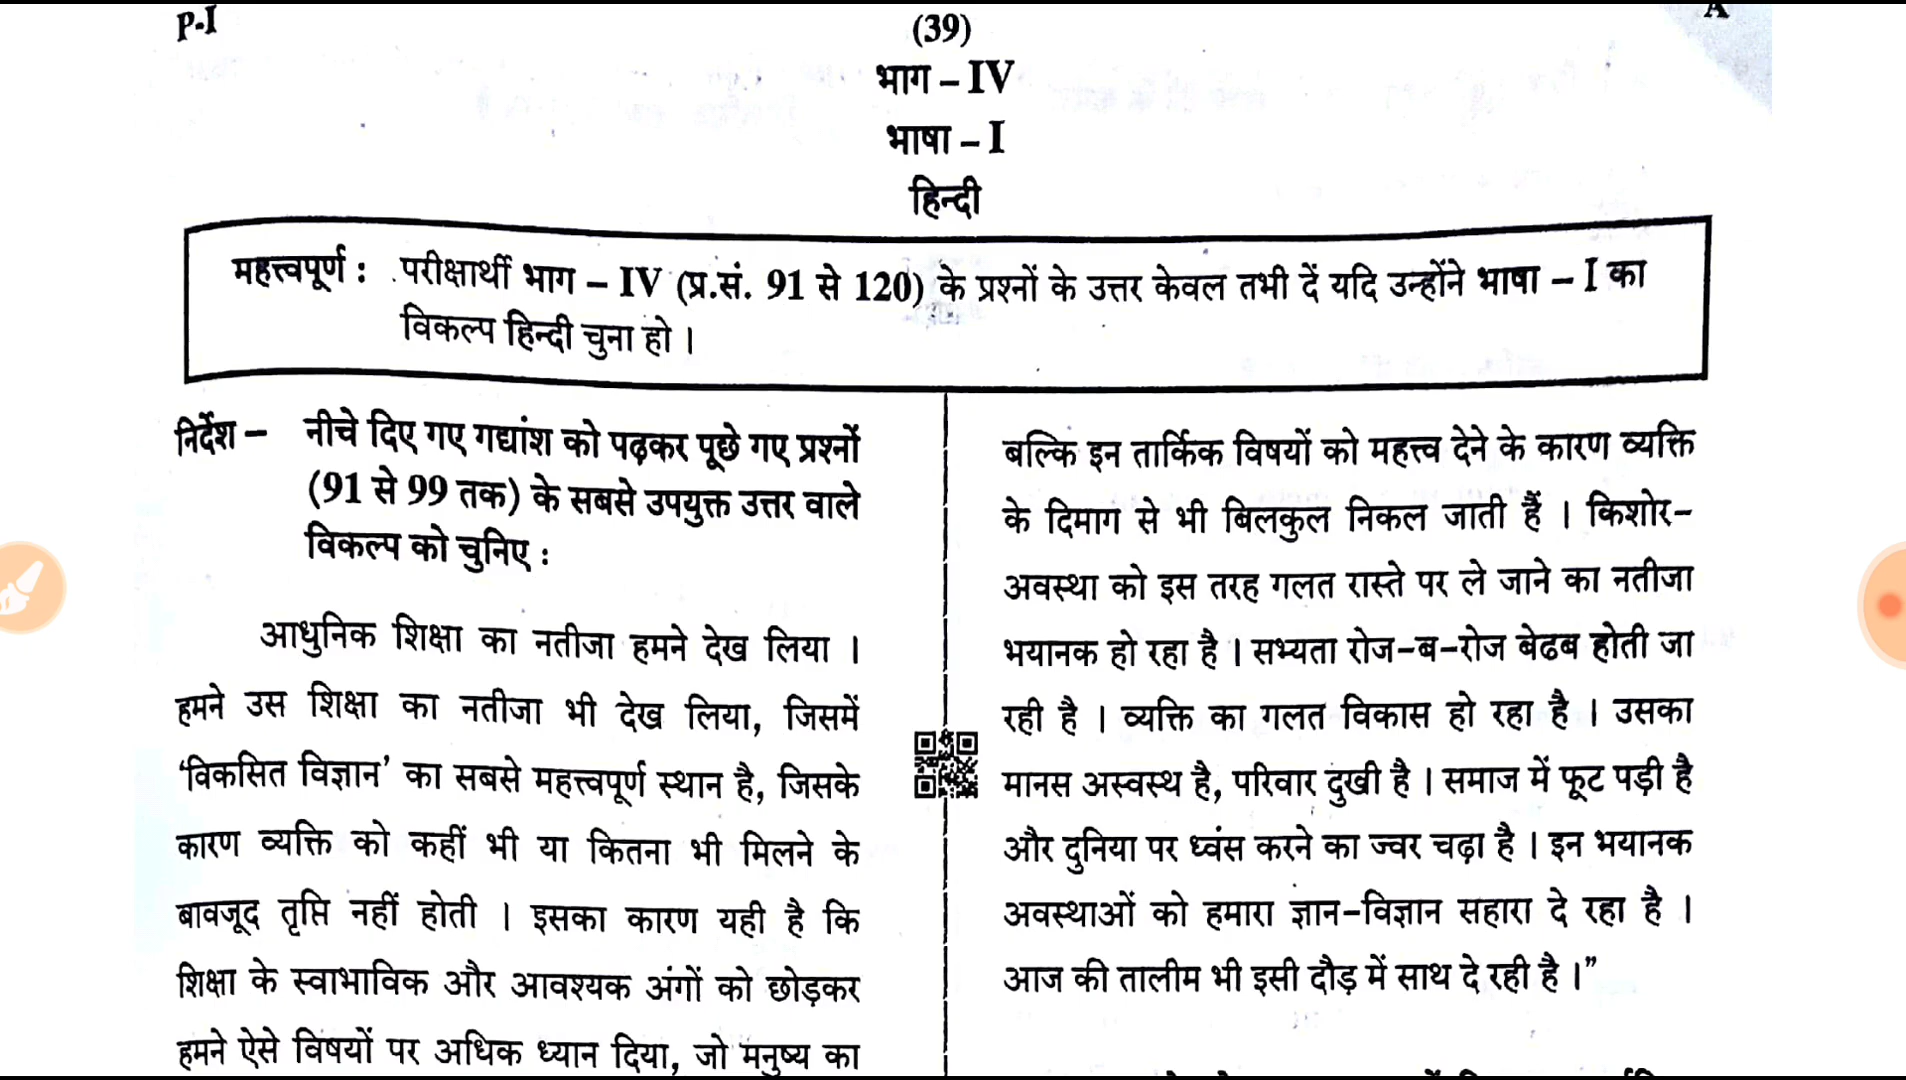 P-I
(39)
A
भाग – IV
भाषा – I
हिन्दी
महत्त्वपूर्ण : परीक्षार्थी भाग – IV (प्र.सं. 91 से 120) के प्रश्नों के उत्तर केवल तभी दें यदि उन्होंने भाषा – I का
विकल्प हिन्दी चुना हो ।
निर्देश – नीचे दिए गए गद्यांश को पढ़कर पूछे गए प्रश्नों
(91 से 99 तक) के सबसे उपयुक्त उत्तर वाले
विकल्प को चुनिए :
आधुनिक शिक्षा का नतीजा हमने देख लिया ।
हमने उस शिक्षा का नतीजा भी देख लिया, जिसमें
‘विकसित विज्ञान’ का सबसे महत्त्वपूर्ण स्थान है, जिसके
कारण व्यक्ति को कहीं भी या कितना भी मिलने के
बावजूद तृप्ति नहीं होती । इसका कारण यही है कि
शिक्षा के स्वाभाविक और आवश्यक अंगों को छोड़कर
हमने ऐसे विषयों पर अधिक ध्यान दिया, जो मनुष्य का
बल्कि इन तार्किक विषयों को महत्त्व देने के कारण व्यक्ति
के दिमाग से भी बिलकुल निकल जाती हैं । किशोर-
अवस्था को इस तरह गलत रास्ते पर ले जाने का नतीजा
भयानक हो रहा है । सभ्यता रोज-ब-रोज बेढब होती जा
रही है । व्यक्ति का गलत विकास हो रहा है । उसका
मानस अस्वस्थ है, परिवार दुखी है । समाज में फूट पड़ी है
और दुनिया पर ध्वंस करने का ज्वर चढ़ा है । इन भयानक
अवस्थाओं को हमारा ज्ञान-विज्ञान सहारा दे रहा है ।
आज की तालीम भी इसी दौड़ में साथ दे रही है ।”